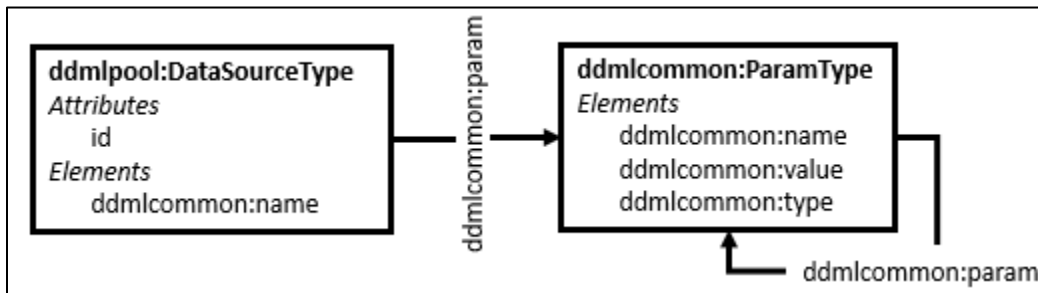 ddmlpool:DataSourceType
Attributes
id
Elements
ddmlcommon:name
ddmlcommon:param
ddmlcommon:ParamType
Elements
ddmlcommon:name
ddmlcommon:value
ddmlcommon:type
ddmlcommon:param